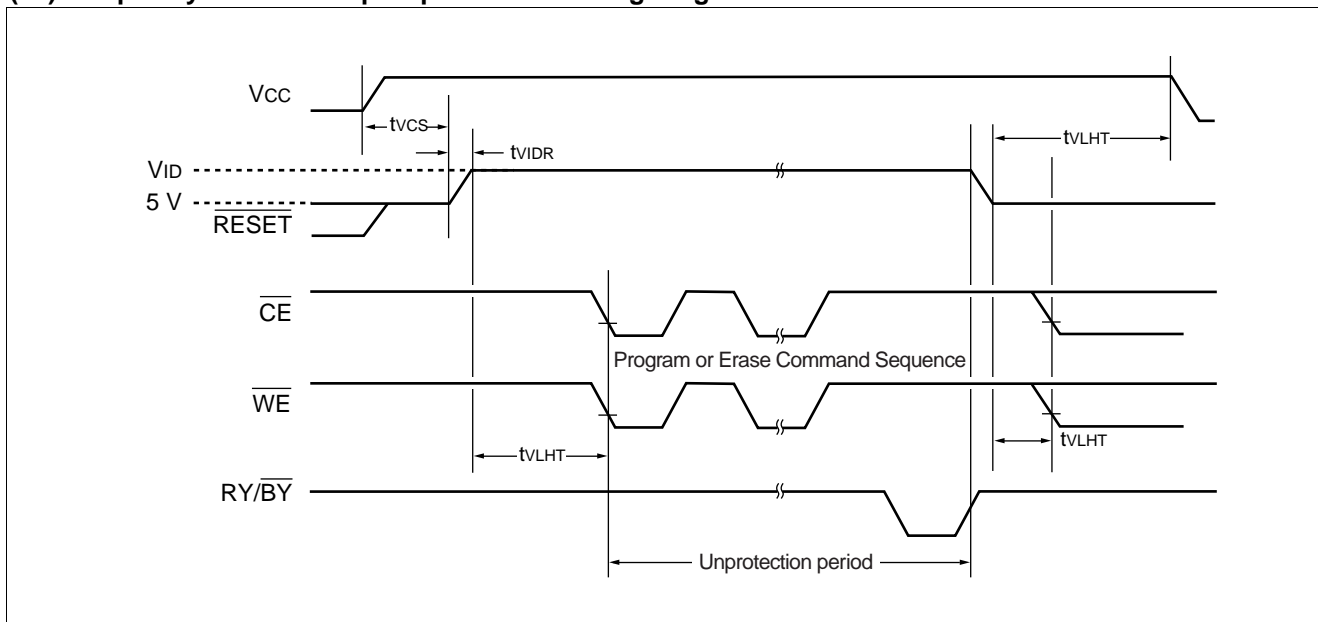 VCC
tVCS
tVLHT
tVIDR
VID
5 V
RESET
CE
Program or Erase Command Sequence
WE
tVLHT
tVLHT
RY/BY
Unprotection period